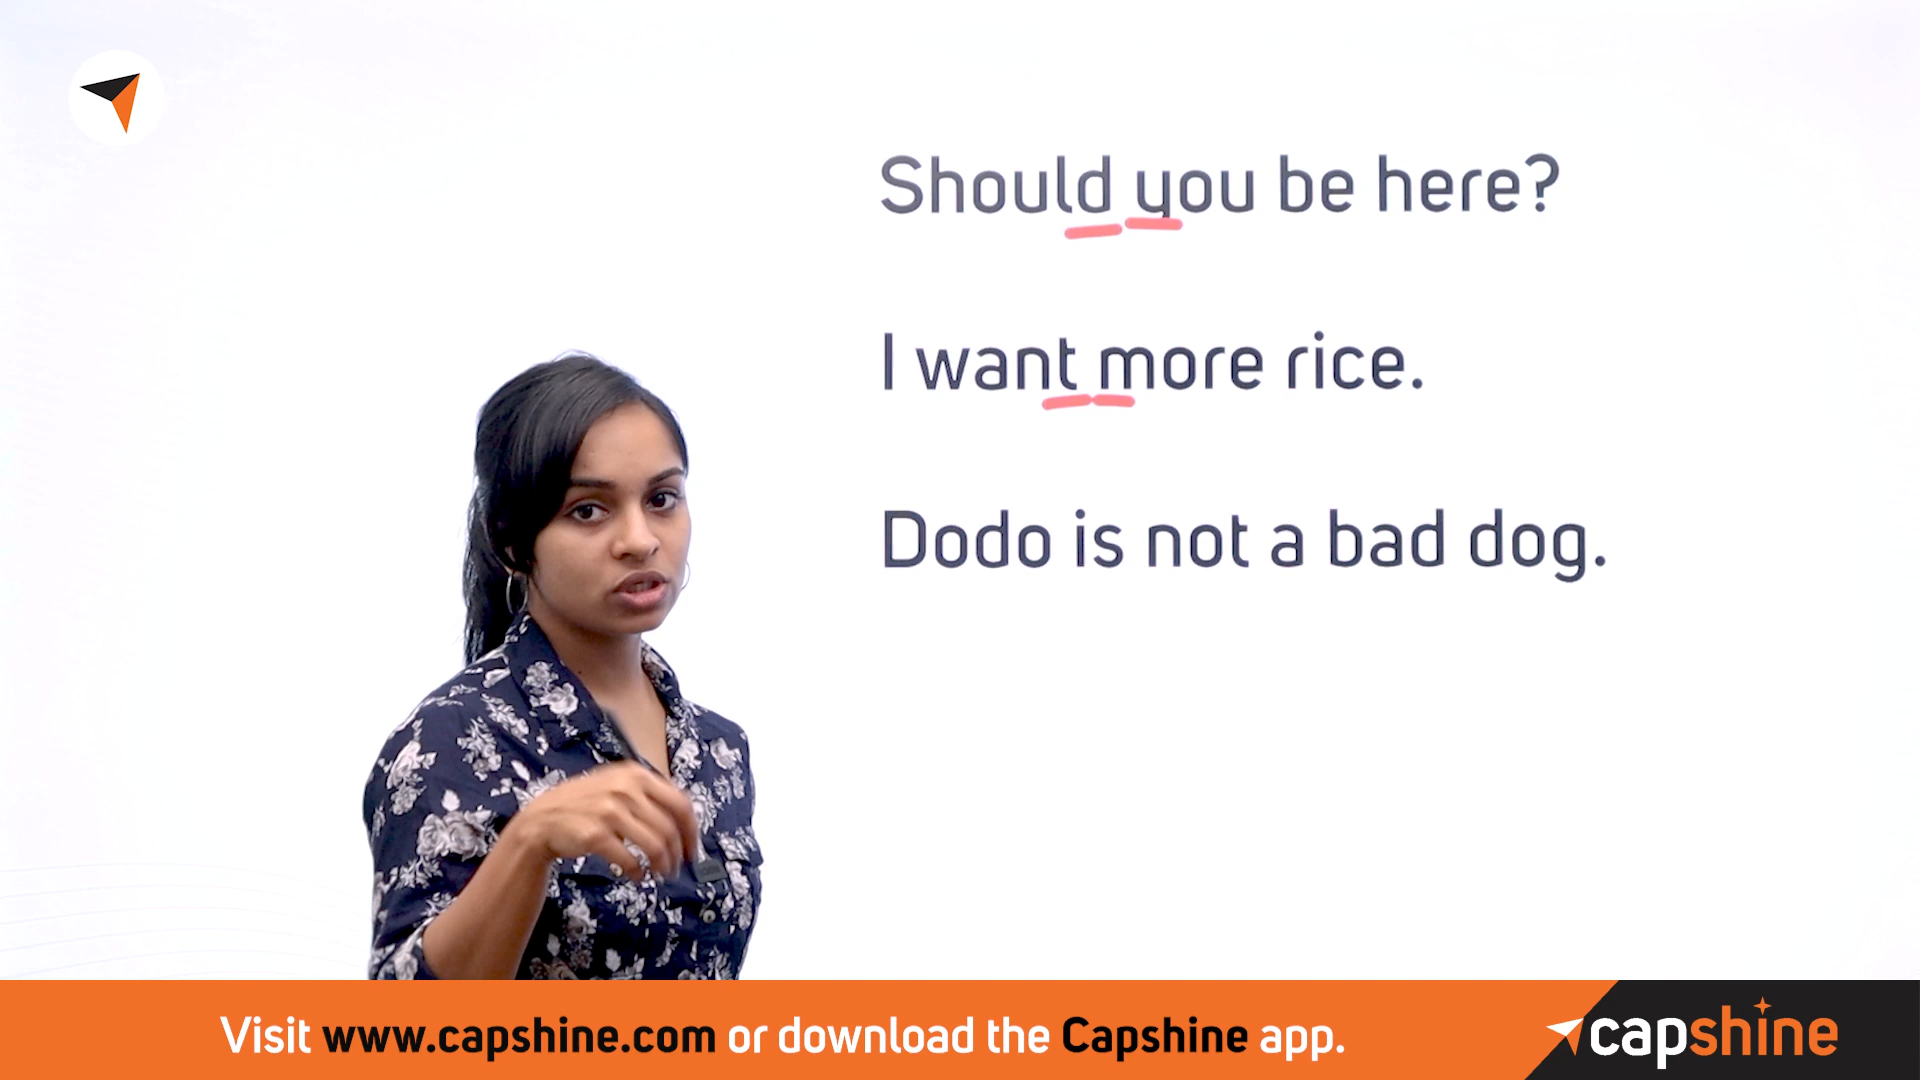 Should you be here?
I want more rice.
Dodo is not a bad dog.
Visit www.capshine.com or download the Capshine app.
capshine